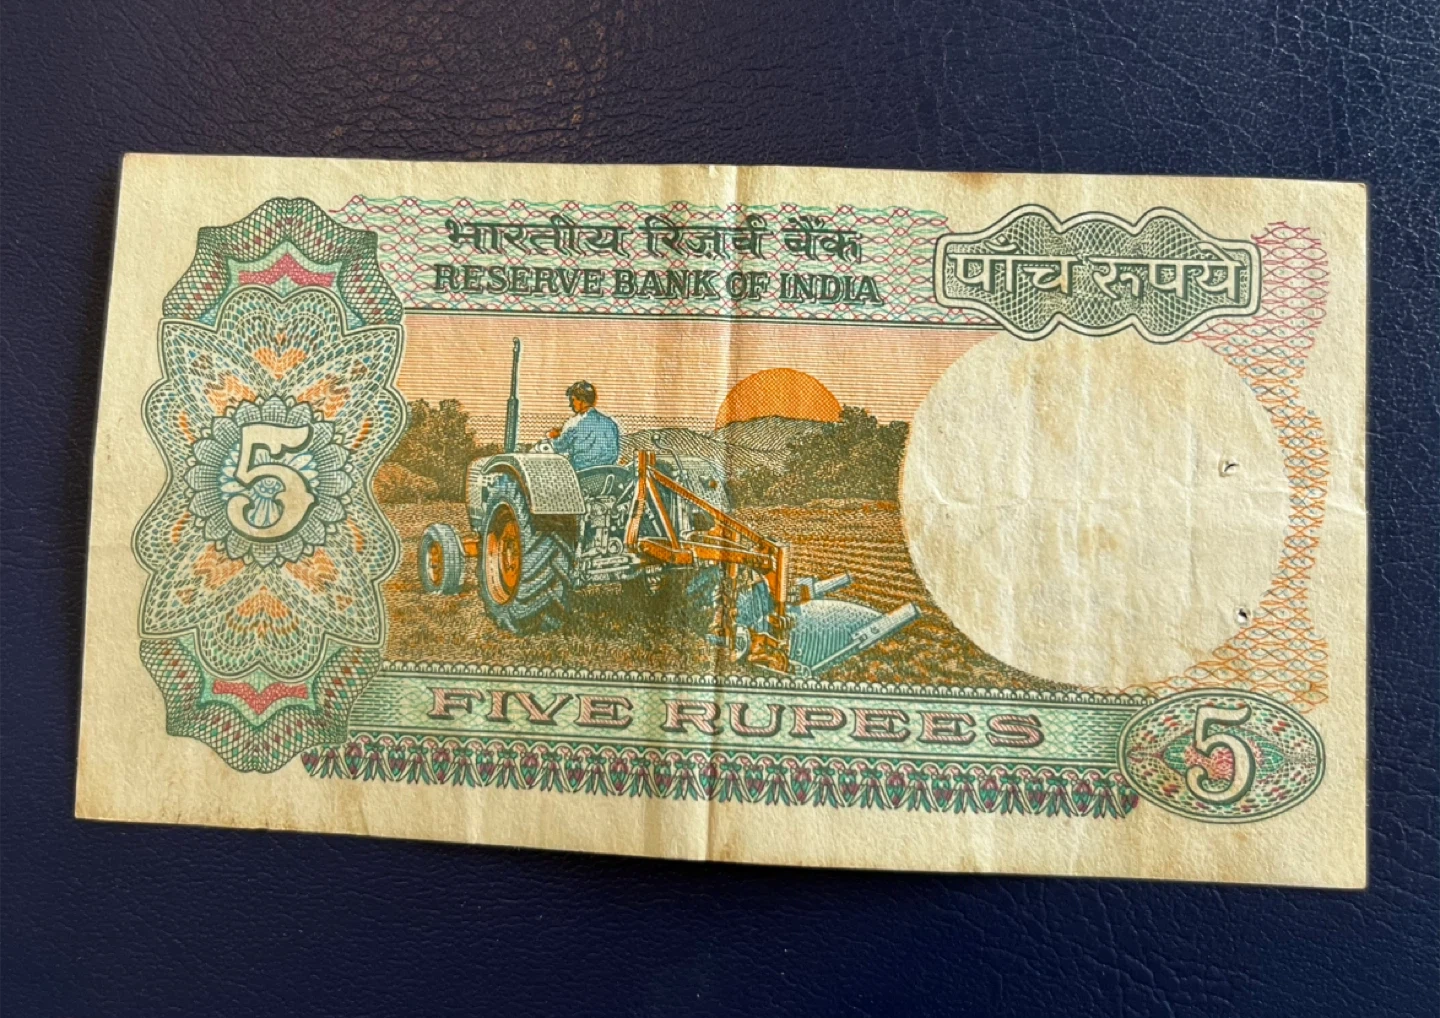 भारतीय रिज़र्व बैंक
RESERVE BANK OF INDIA
पाँच रुपये
5
FIVE RUPEES
5